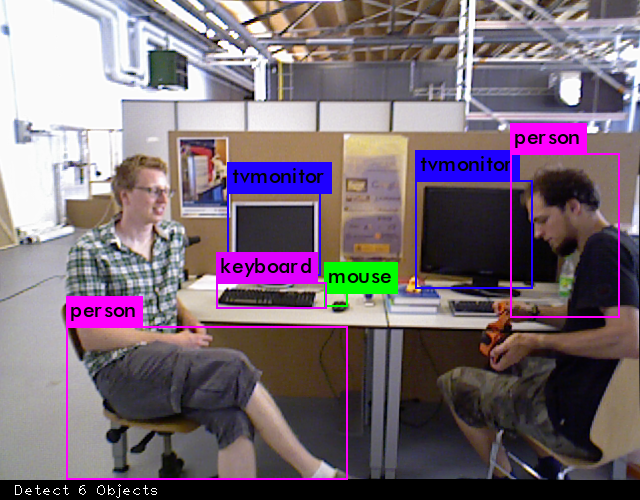 person
tvmonitor
tvmonitor
keyboard
mouse
person
Detect 6 Objects